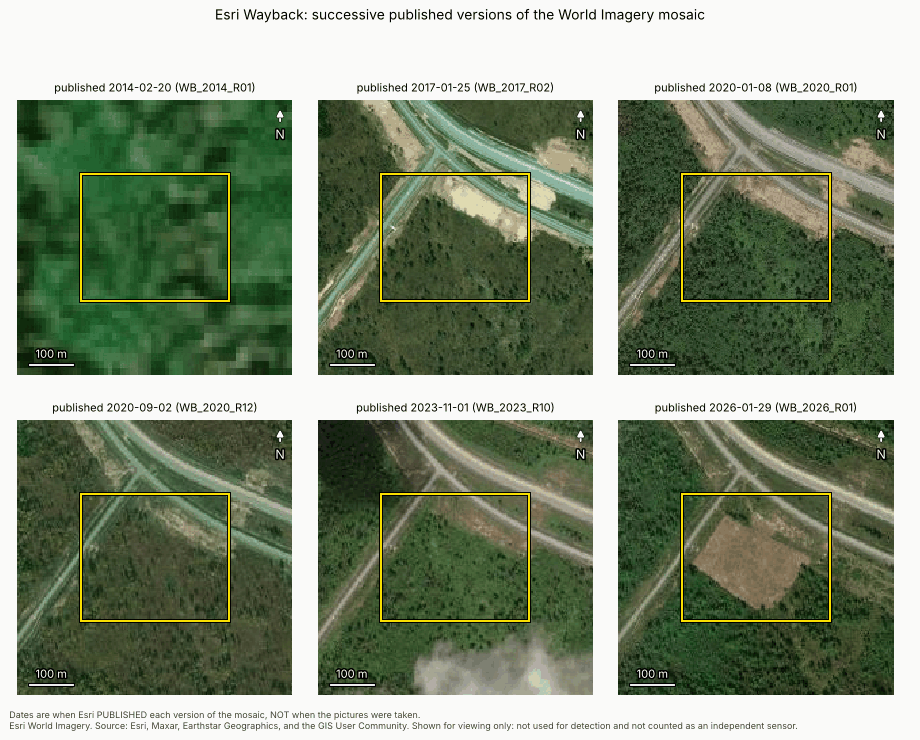 Esri Wayback: successive published versions of the World Imagery mosaic
published 2014-02-20 (WB_2014_R01)
published 2017-01-25 (WB_2017_R02)
published 2020-01-08 (WB_2020_R01)
N
N
N
100 m
100 m
100 m
published 2020-09-02 (WB_2020_R12)
published 2023-11-01 (WB_2023_R10)
published 2026-01-29 (WB_2026_R01)
N
N
N
100 m
100 m
100 m
Dates are when Esri PUBLISHED each version of the mosaic, NOT when the pictures were taken.
Esri World Imagery. Source: Esri, Maxar, Earthstar Geographics, and the GIS User Community. Shown for viewing only: not used for detection and not counted as an independent sensor.